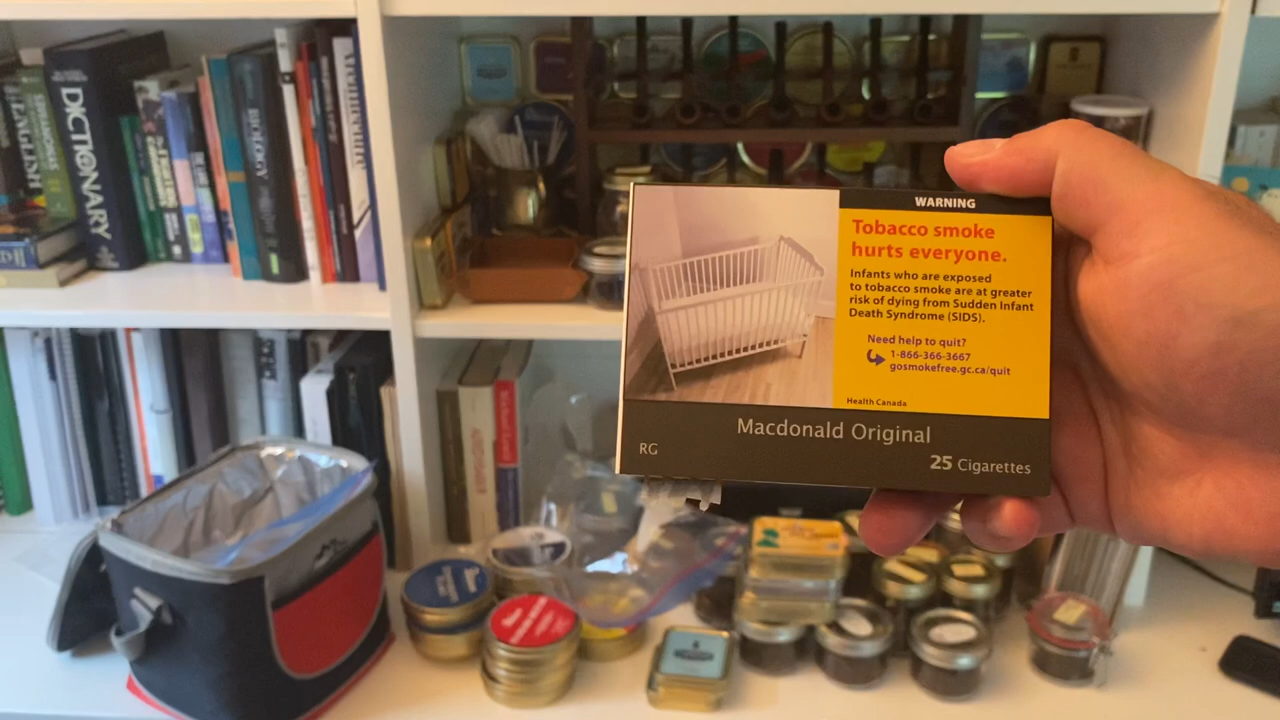 ENGLISH
DICTIONARY
BIOLOGY
WARNING
Tobacco smoke
hurts everyone.
Infants who are exposed
to tobacco smoke are at greater
risk of dying from Sudden Infant
Death Syndrome (SIDS).
Need help to quit?
1-866-366-3667
gosmokefree.gc.ca/quit
Health Canada
Macdonald Original
RG
25 Cigarettes